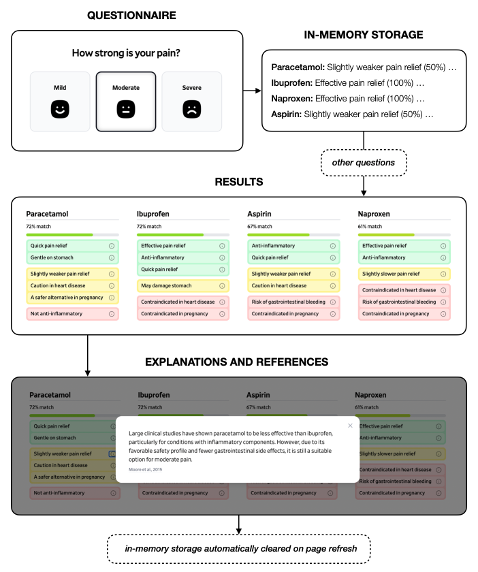 QUESTIONNAIRE
How strong is your pain?
Mild
Moderate
Severe
IN-MEMORY STORAGE
Paracetamol: Slightly weaker pain relief (50%) ...
Ibuprofen: Effective pain relief (100%) ...
Naproxen: Effective pain relief (100%) ...
Aspirin: Slightly weaker pain relief (50%) ...
other questions
RESULTS
Paracetamol
72% match
Quick pain relief
Gentle on stomach
Slightly weaker pain relief
Caution in heart disease
A safer alternative in pregnancy
Not anti-inflammatory
Ibuprofen
72% match
Effective pain relief
Anti-inflammatory
Quick pain relief
May damage stomach
Contraindicated in heart disease
Contraindicated in pregnancy
Aspirin
67% match
Anti-inflammatory
Quick pain relief
Slightly weaker pain relief
Caution in heart disease
Risk of gastrointestinal bleeding
Contraindicated in pregnancy
Naproxen
61% match
Effective pain relief
Anti-inflammatory
Slightly slower pain relief
Contraindicated in heart disease
Risk of gastrointestinal bleeding
Contraindicated in pregnancy
EXPLANATIONS AND REFERENCES
Paracetamol
72% match
Quick pain relief
Gentle on stomach
Slightly weaker pain relief
Caution in heart disease
A safer alternative in pregnancy
Not anti-inflammatory
Ibuprofen
72% match
Contraindicated in pregnancy
Aspirin
67% match
Contraindicated in pregnancy
Naproxen
61% match
Effective pain relief
Anti-inflammatory
Slightly slower pain relief
Contraindicated in heart disease
Risk of gastrointestinal bleeding
Contraindicated in pregnancy
Large clinical studies have shown paracetamol to be less effective than ibuprofen,
particularly for conditions with inflammatory components. However, due to its
favorable safety profile and fewer gastrointestinal side effects, it is still a suitable
option for moderate pain.
et al., 2015
in-memory storage automatically cleared on page refresh